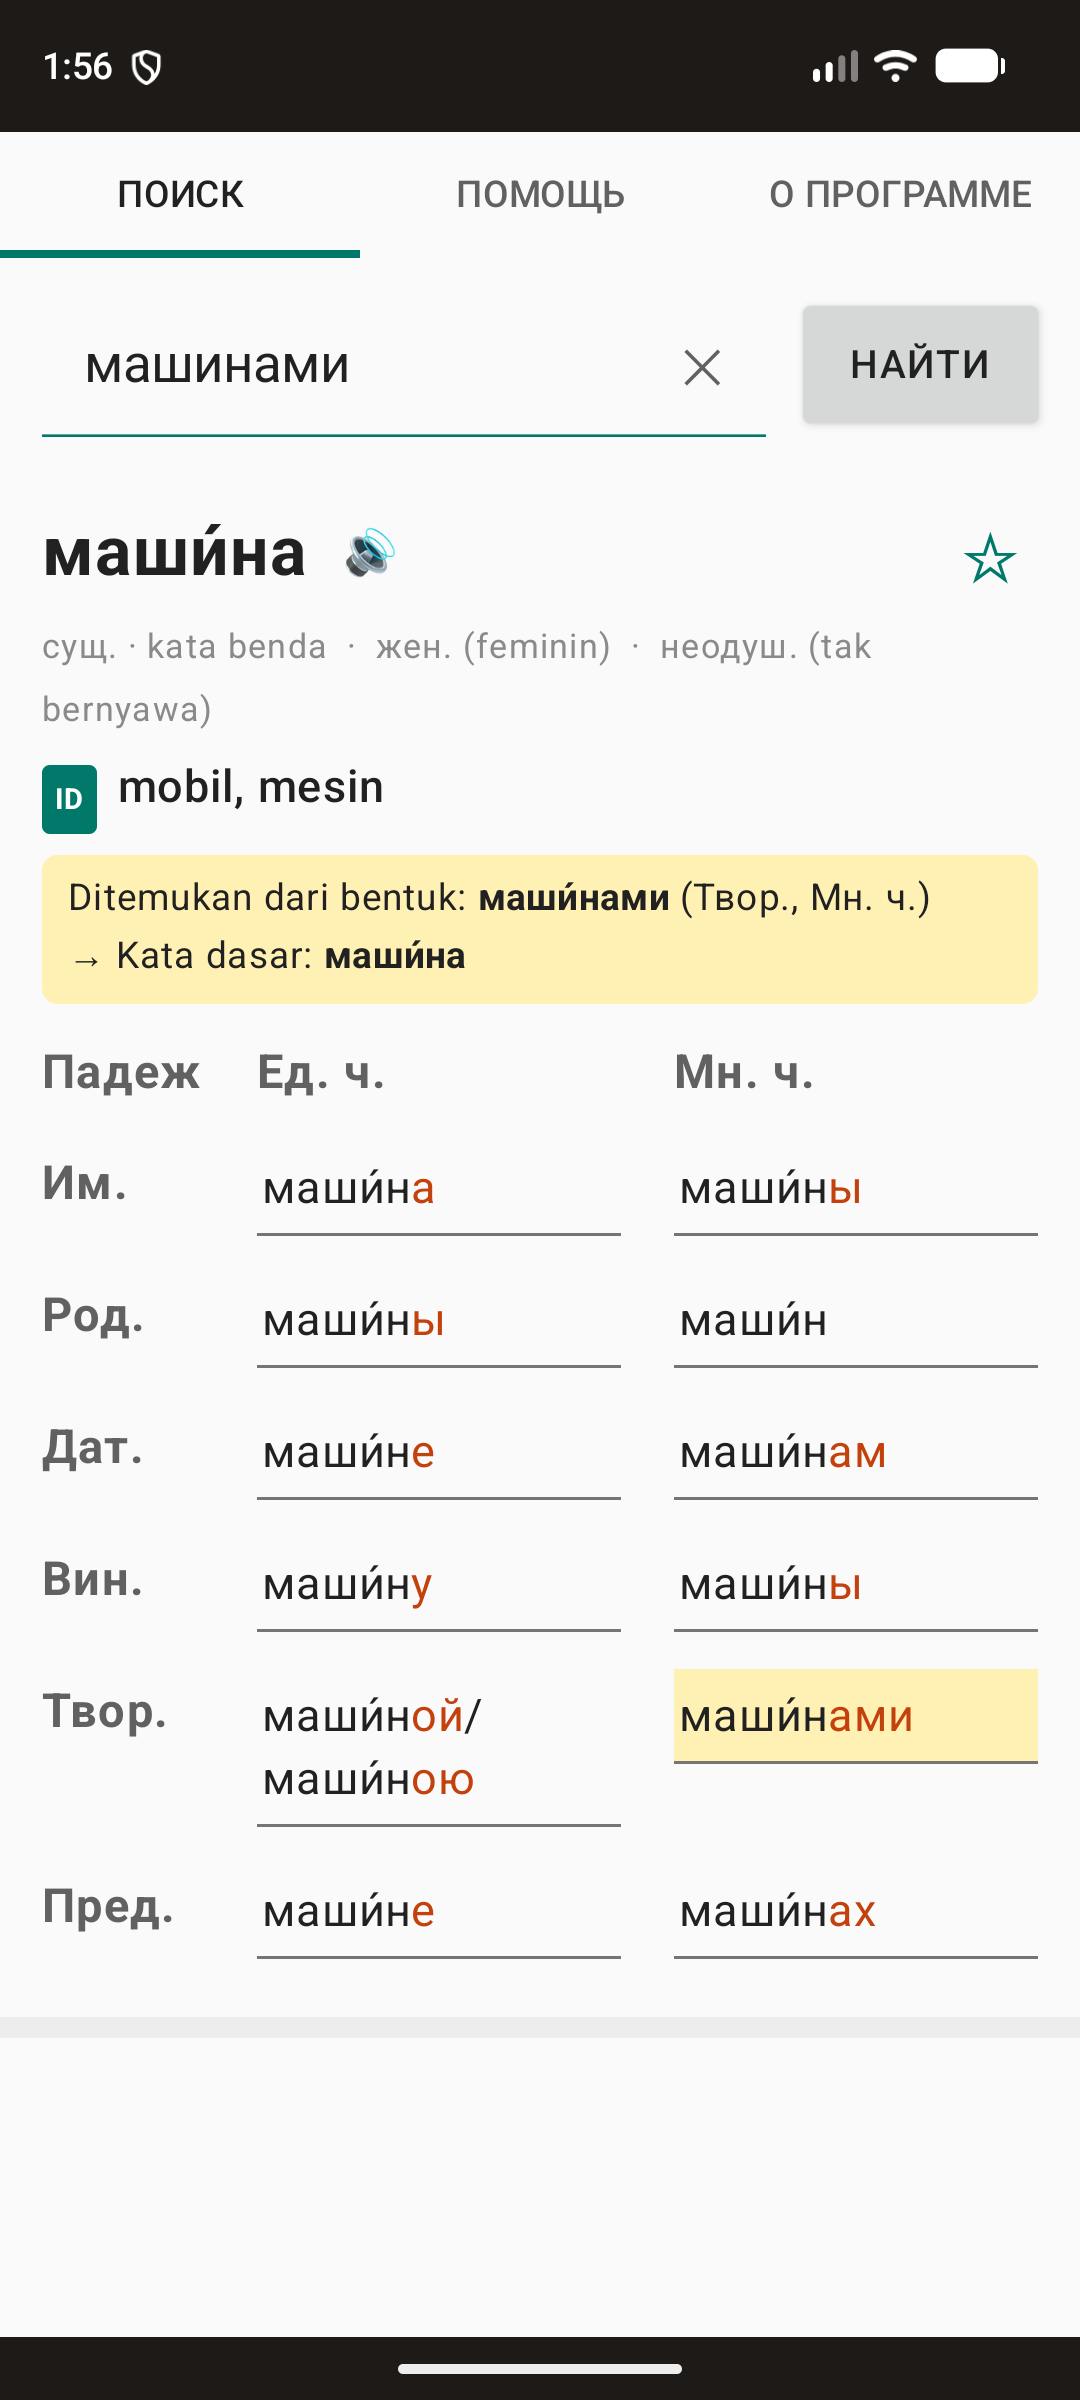 1:56
ПОИСК ПОМОЩЬ О ПРОГРАММЕ
машинами НАЙТИ
маши́на
сущ. · kata benda · жен. (feminin) · неодуш. (tak
bernyawa)
ID mobil, mesin
Ditemukan dari bentuk: маши́нами (Твор., Мн. ч.)
→ Kata dasar: маши́на
Падеж Ед. ч. Мн. ч.
Им. маши́на маши́ны
Род. маши́ны маши́н
Дат. маши́не маши́нам
Вин. маши́ну маши́ны
Твор. маши́ной/ маши́нами
маши́ною
Пред. маши́не маши́нах